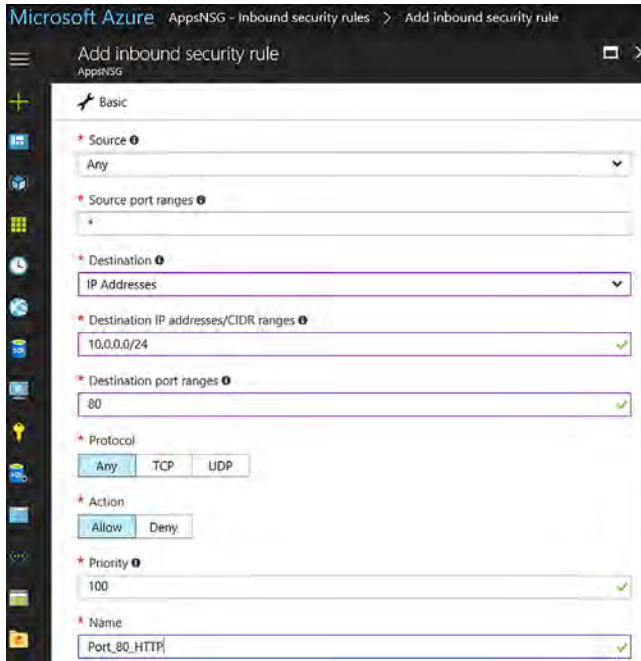 Microsoft Azure AppsNSG - Inbound security rules > Add inbound security rule
Add inbound security rule
AppsNSG
Basic
* Source
Any
* Source port ranges
*
* Destination
IP Addresses
* Destination IP addresses/CIDR ranges
10.0.0.0/24
* Destination port ranges
80
* Protocol
Any TCP UDP
* Action
Allow Deny
* Priority
100
* Name
Port_80_HTTP